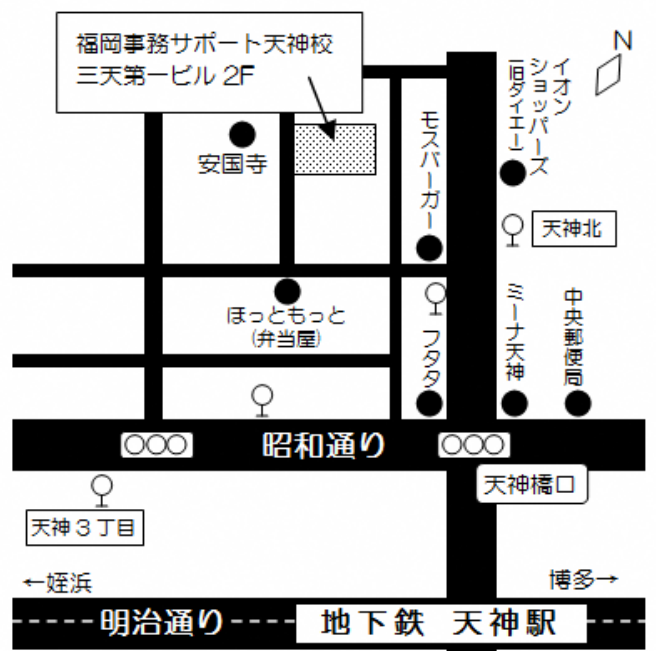 福岡事務サポート天神校
三天第一ビル 2F
N
イオン
ショッパーズ
(旧ダイエー)
モスバーガー
安国寺
天神北
ほっともっと
(弁当屋)
フタタ
ミーナ天神
中央郵便局
昭和通り
天神橋口
天神3丁目
←姪浜
博多→
明治通り
地下鉄 天神駅